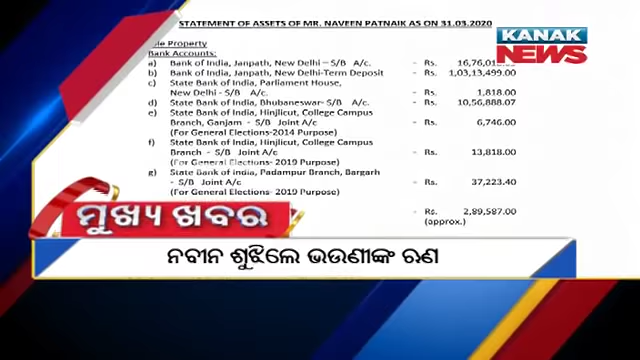 STATEMENT OF ASSETS OF MR. NAVEEN PATNAIK AS ON 31.03.2020
KANAK
NEWS
Property
Bank Accounts:
a) Bank of India, Janpath, New Delhi – S/B A/c. - Rs.
b) Bank of India, Janpath, New Delhi-Term Deposit - Rs. 1,03,13,499.00
c) State Bank of India, Parliament House,
New Delhi - S/B A/c. - Rs. 1,818.00
d) State Bank of India, Bhubaneswar- S/B A/c. - Rs. 10,56,888.07
e) State Bank of India, Hinjlicut, College Campus
Branch, Ganjam - S/B Joint A/c - Rs. 6,746.00
(For General Elections-2014 Purpose)
f) State Bank of India, Hinjlicut, College Campus
Branch - S/B Joint A/c - Rs. 13,818.00
(For General Elections- 2019 Purpose)
g) State Bank of India, Padampur Branch, Bargarh
- S/B Joint A/c - Rs. 37,223.40
(For General Elections - 2019 Purpose)
- Rs. 2,89,587.00
(approx.)
ମୁଖ୍ୟ ଖବର
ନବୀନ ଶୁଝିଲେ ଭଉଣୀଙ୍କ ଋଣ